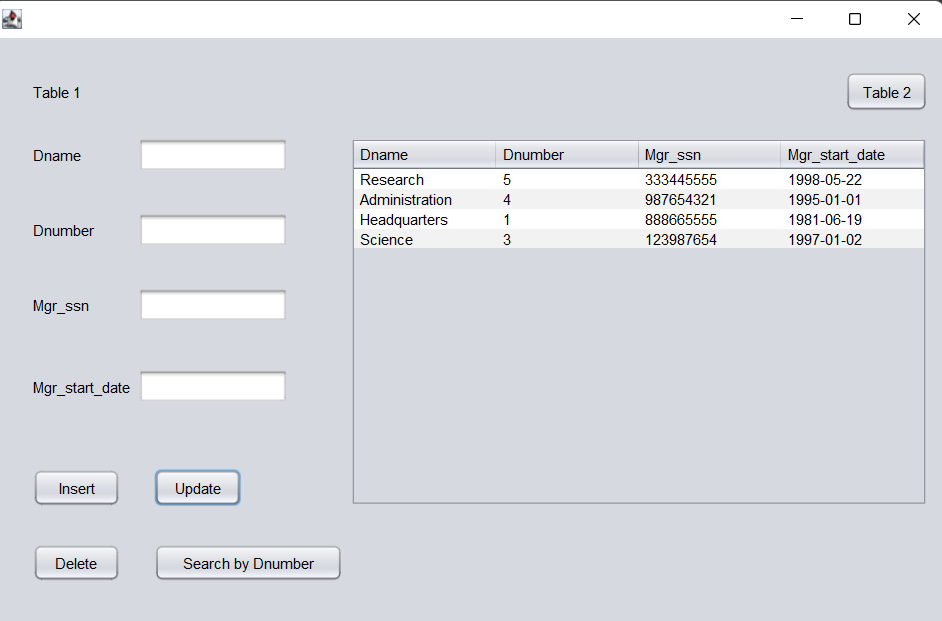 Table 1
Table 2
Dname
Dnumber
Mgr_ssn
Mgr_start_date
Insert
Update
Delete
Search by Dnumber
Dname Dnumber Mgr_ssn Mgr_start_date
Research 5 333445555 1998-05-22
Administration 4 987654321 1995-01-01
Headquarters 1 888665555 1981-06-19
Science 3 123987654 1997-01-02